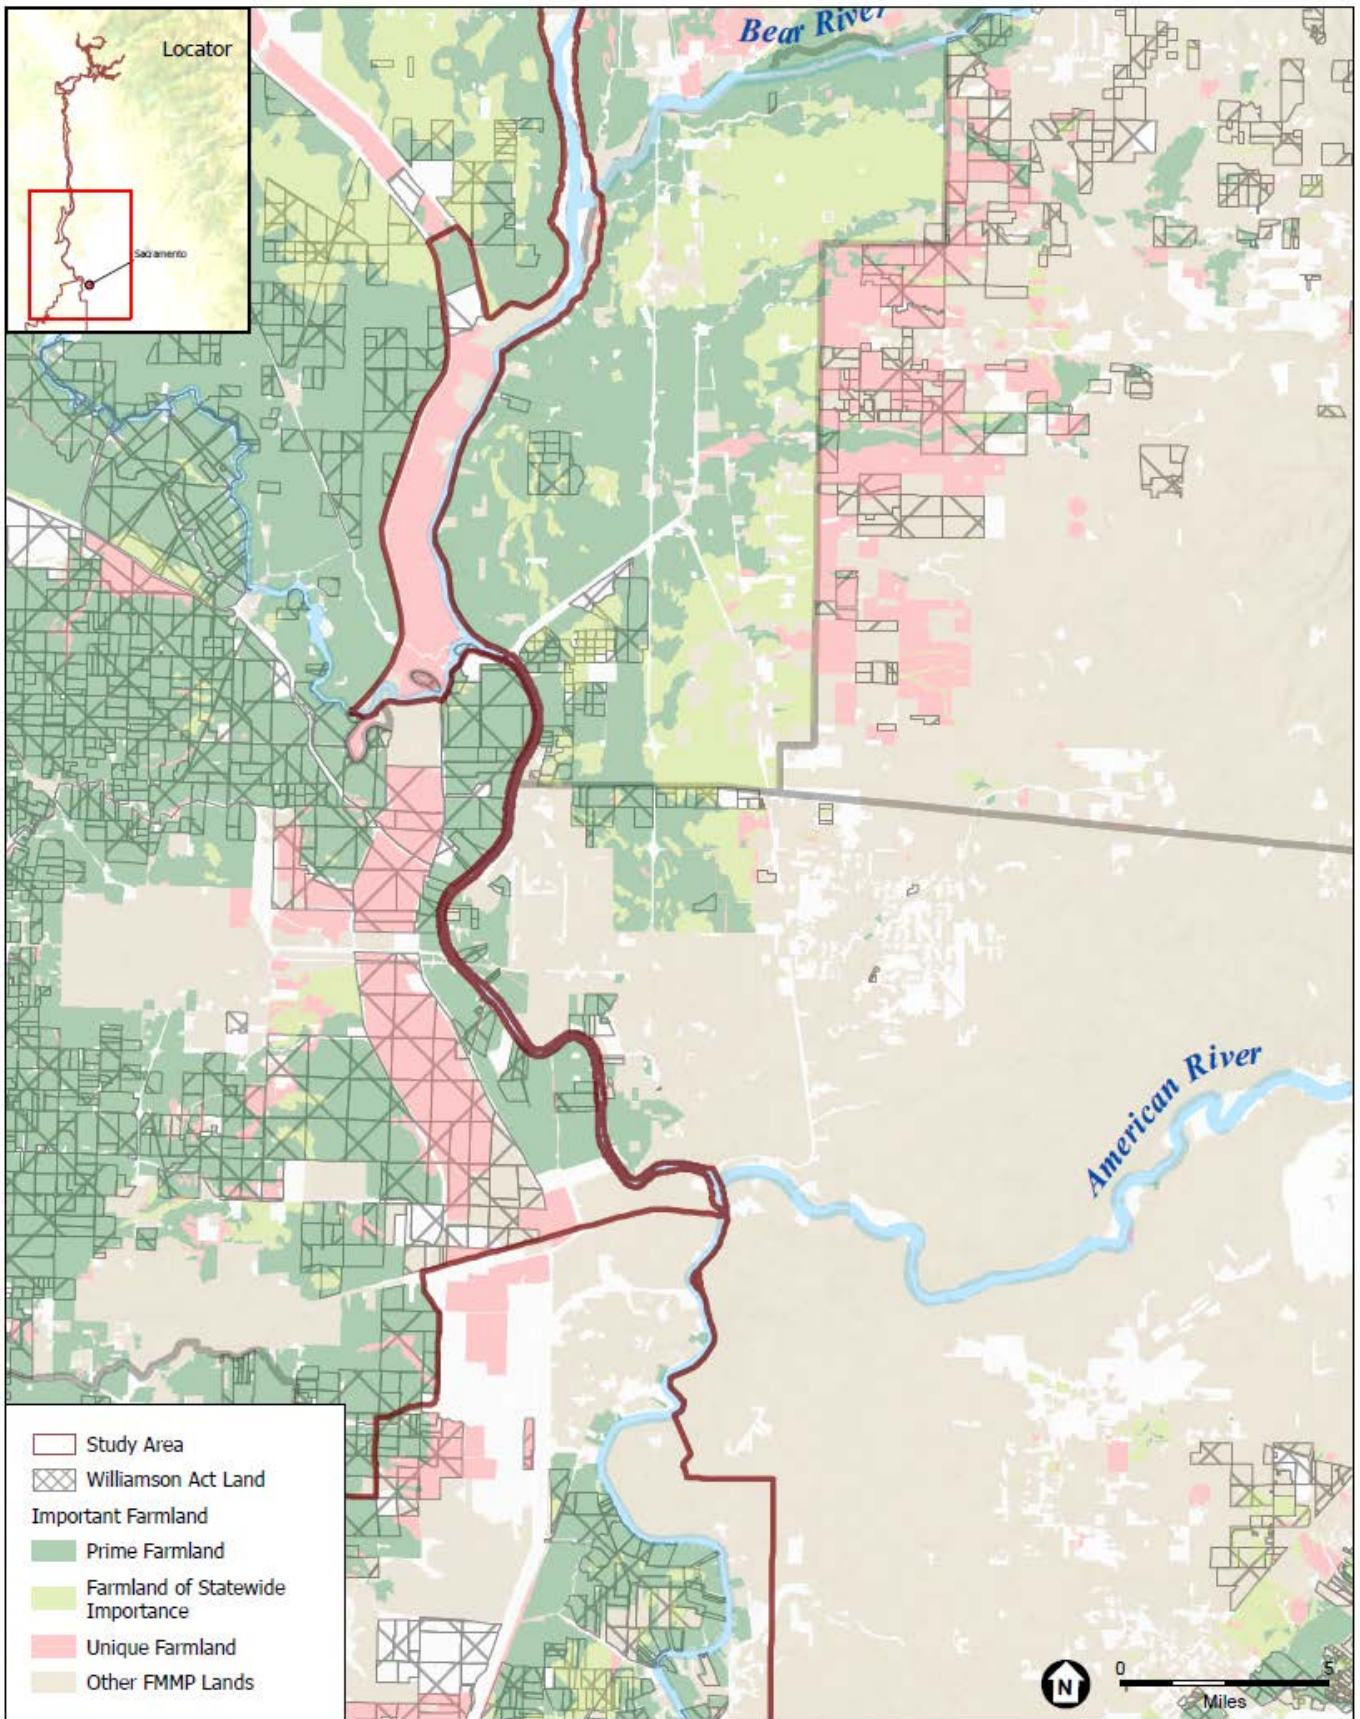 Locator
Sacramento
Bear River
American River
Study Area
Williamson Act Land
Important Farmland
Prime Farmland
Farmland of Statewide
Importance
Unique Farmland
Other FMMP Lands
N
0 5
Miles